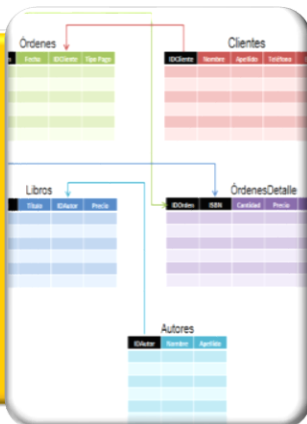 Órdenes
Clientes
Fecha IDCliente Tipo Pago
IDCliente Nombre Apellido Teléfono
Libros
ÓrdenesDetalle
Título IDAutor Precio
IDOrden ISBN Cantidad Precio
Autores
IDAutor Nombre Apellido